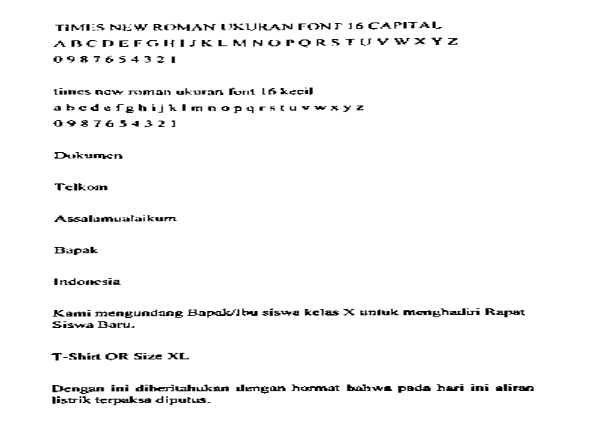 TIMES NEW ROMAN UKURAN FONT 16 CAPITAL
A B C D E F G H I J K L M N O P Q R S T U V W X Y Z
0 9 8 7 6 5 4 3 2 1
times new roman ukuran font 16 kecil
a b c d e f g h i j k l m n o p q r s t u v w x y z
0 9 8 7 6 5 4 3 2 1
Dokumen
Telkom
Assalamualaikum
Bapak
Indonesia
Kami mengundang Bapak/Ibu siswa kelas X untuk menghadiri Rapat
Siswa Baru.
T-Shirt OR Size XL
Dengan ini diberitahukan dengan hormat bahwa pada hari ini aliran
listrik terpaksa diputus.